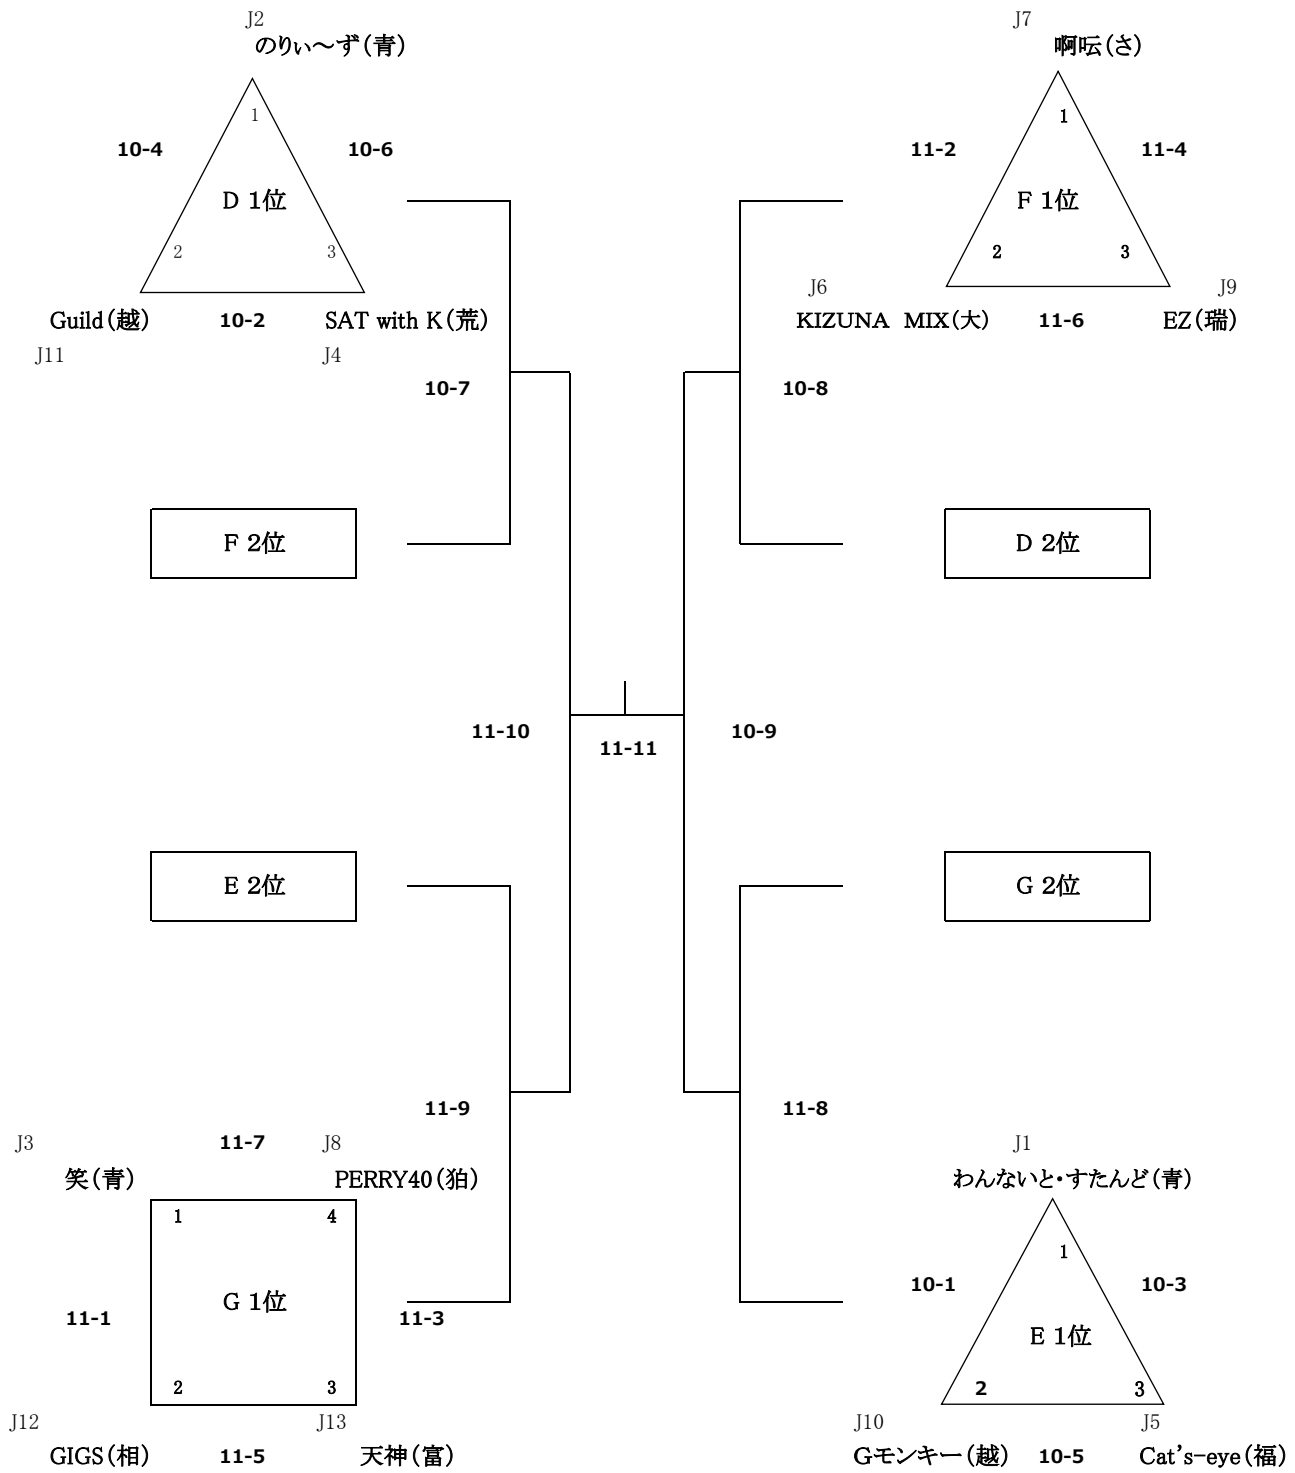 J2
J7
のりぃ～ず(青)
啊呍(さ)
1
1
10-4
10-6
11-2
11-4
D 1位
F 1位
2
3
2
3
J6
J9
Guild(越)
10-2
SAT with K(荒)
KIZUNA MIX(大)
11-6
EZ(瑞)
J11
J4
10-7
10-8
F 2位
D 2位
11-10
11-11
10-9
E 2位
G 2位
11-9
11-8
J3
11-7
J8
J1
笑(青)
PERRY40(狛)
わんないと・すたんど(青)
1
4
1
10-1
10-3
G 1位
11-1
11-3
E 1位
2
3
2
3
J12
J13
J10
J5
GIGS(相)
11-5
天神(富)
Gモンキー(越)
10-5
Cat's-eye(福)